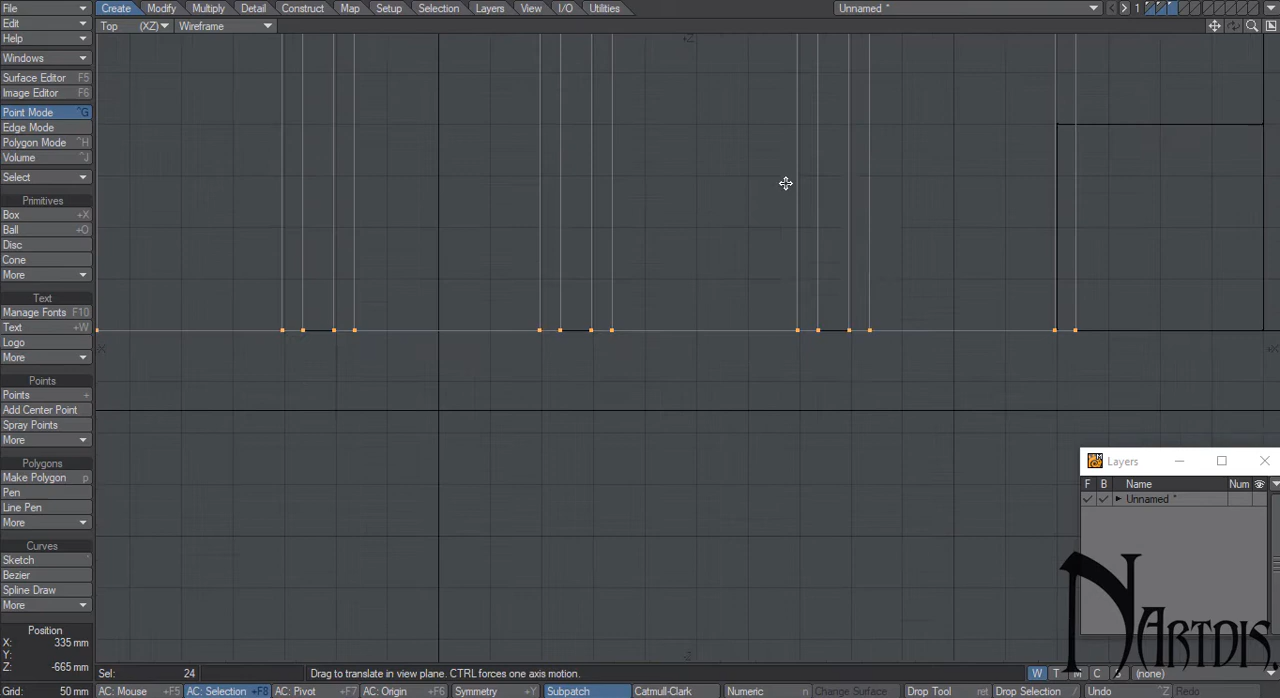 File Create Modify Multiply Detail Construct Map Setup Selection Layers View I/O Utilities Unnamed * 1
Edit Top (XZ) Wireframe
Help
Windows
Surface Editor F5
Image Editor F6
Point Mode ^G
Edge Mode
Polygon Mode ^H
Volume ^J
Select
Primitives
Box +X
Ball +O
Disc
Cone
More
Text
Manage Fonts F10
Text +W
Logo
More
Points
Points +
Add Center Point
Spray Points
More
Polygons
Make Polygon p
Pen
Line Pen
More
Curves
Sketch `
Bezier
Spline Draw
More
Position
X: 335 mm
Y:
Z: -665 mm
Grid: 50 mm
+Z
-X
+X
-Z
Layers
F B Name Num
Unnamed *
NARTDIS
Sel: 24 Drag to translate in view plane. CTRL forces one axis motion. W T M C S (none)
AC: Mouse +F5 AC: Selection +F8 AC: Pivot +F7 AC: Origin +F6 Symmetry +Y Subpatch Catmull-Clark Numeric n Change Surface Drop Tool ret Drop Selection / Undo ^Z Redo